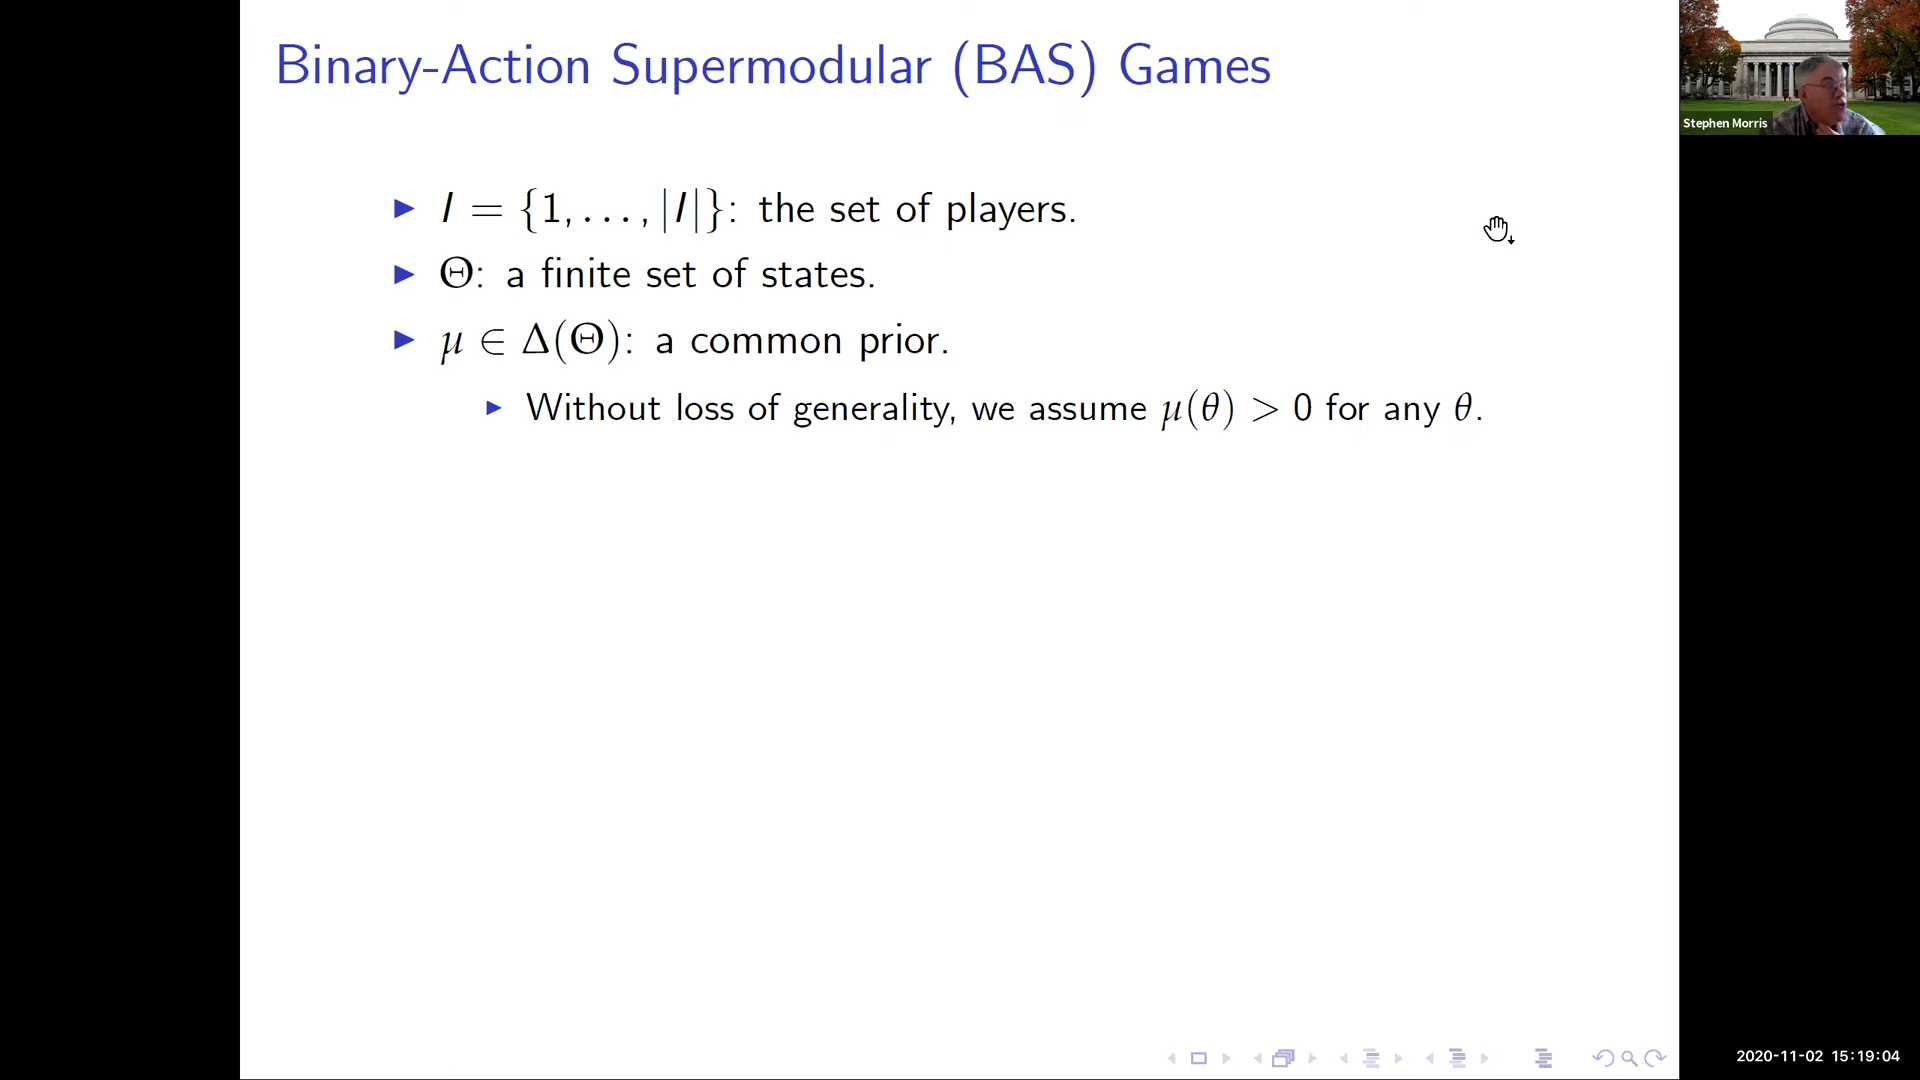 Binary-Action Supermodular (BAS) Games
Stephen Morris
▶ I = {1, . . . , |I|}: the set of players.
▶ Θ: a finite set of states.
▶ μ ∈ Δ(Θ): a common prior.
▶ Without loss of generality, we assume μ(θ) > 0 for any θ.
2020-11-02 15:19:04